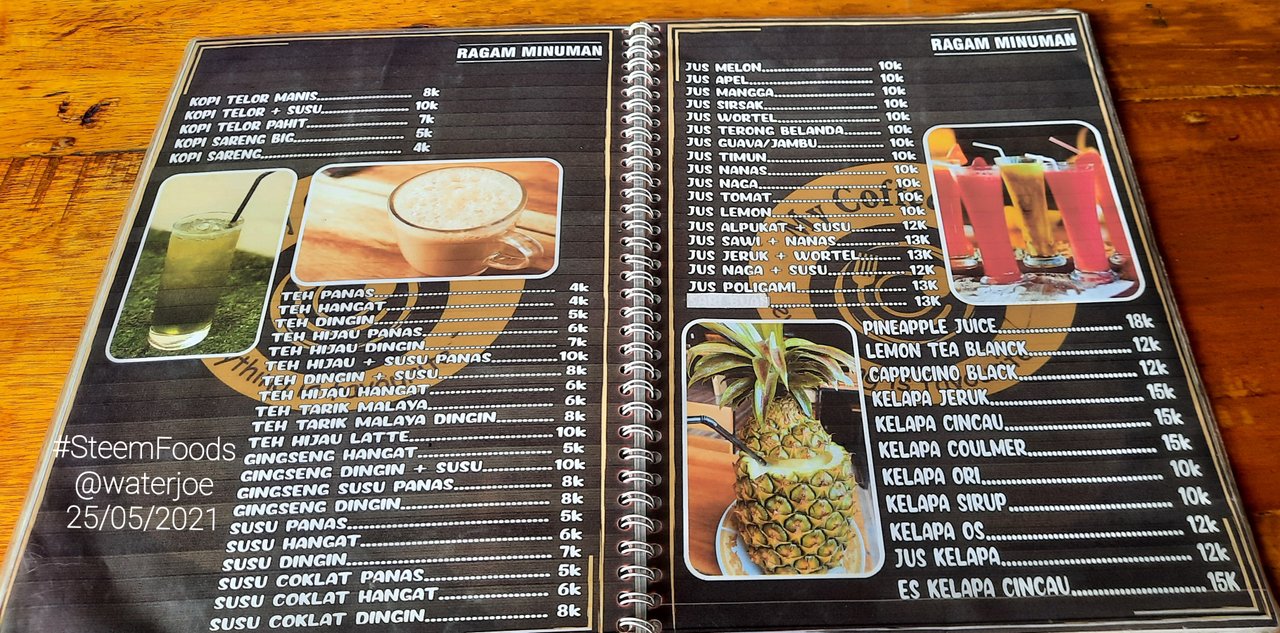 RAGAM MINUMAN
KOPI TELOR MANIS 8k
KOPI TELOR + SUSU 10k
KOPI TELOR PAHIT 7k
KOPI SARENG BIG 5k
KOPI SARENG 4k
TEH PANAS 4k
TEH HANGAT 4k
TEH DINGIN 5k
TEH HIJAU PANAS 6k
TEH HIJAU DINGIN 7k
TEH HIJAU + SUSU PANAS 10k
TEH DINGIN + SUSU 8k
TEH HIJAU HANGAT 6k
TEH TARIK MALAYA 6k
TEH TARIK MALAYA DINGIN 8k
TEH HIJAU LATTE 10k
GINGSENG HANGAT 5k
GINGSENG DINGIN + SUSU 10k
GINGSENG SUSU PANAS 8k
GINGSENG DINGIN 8k
SUSU PANAS 5k
SUSU HANGAT 6k
SUSU DINGIN 7k
SUSU COKLAT PANAS 5k
SUSU COKLAT HANGAT 6k
SUSU COKLAT DINGIN 8k
#SteemFoods
@waterjoe
25/05/2021
RAGAM MINUMAN
JUS MELON 10k
JUS APEL 10k
JUS MANGGA 10k
JUS SIRSAK 10k
JUS WORTEL 10k
JUS TERONG BELANDA 10k
JUS GUAVA/JAMBU 10k
JUS TIMUN 10k
JUS NANAS 10k
JUS NAGA 10k
JUS TOMAT 10k
JUS LEMON 10k
JUS ALPUKAT + SUSU 12K
JUS SAWI + NANAS 13K
JUS JERUK + WORTEL 13K
JUS NAGA + SUSU 12K
JUS POLIGAMI 13K
13K
My Coff
PINEAPPLE JUICE 18k
LEMON TEA BLANCK 12k
CAPPUCINO BLACK 12k
KELAPA JERUK 15k
KELAPA CINCAU 15k
KELAPA COULMER 15k
KELAPA ORI 10k
KELAPA SIRUP 10k
KELAPA OS 12k
JUS KELAPA 12k
ES KELAPA CINCAU 15K